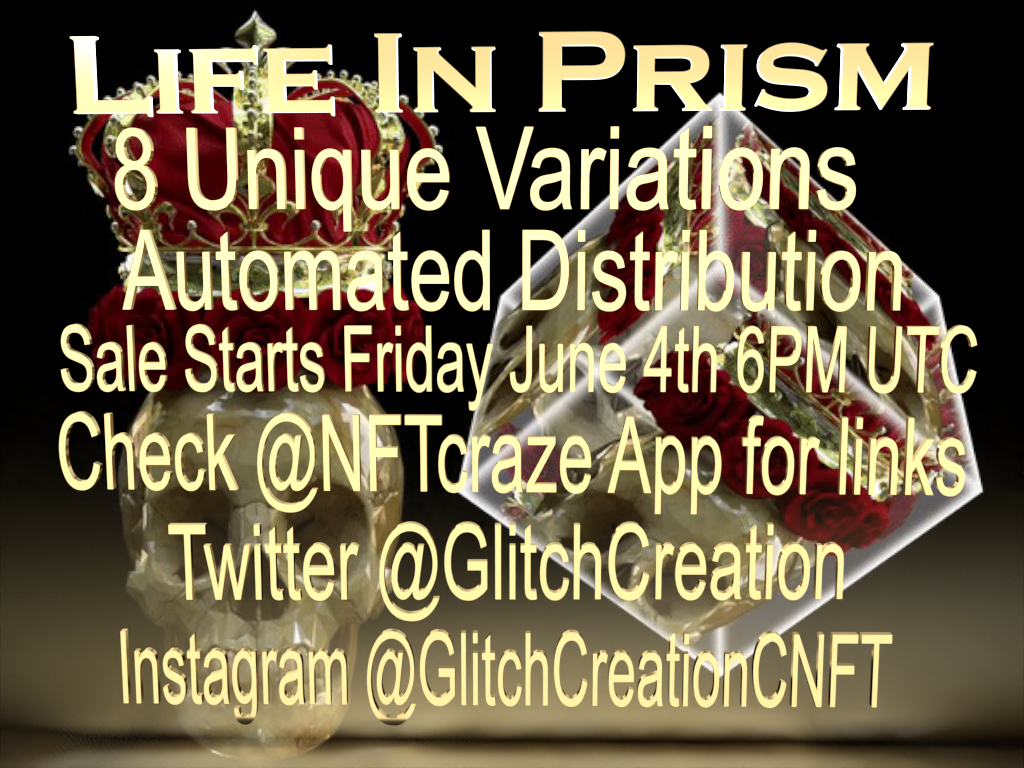 Life In Prism
8 Unique Variations
Automated Distribution
Sale Starts Friday June 4th 6PM UTC
Check @NFTcraze App for links
Twitter @GlitchCreation
Instagram @GlitchCreationCNFT